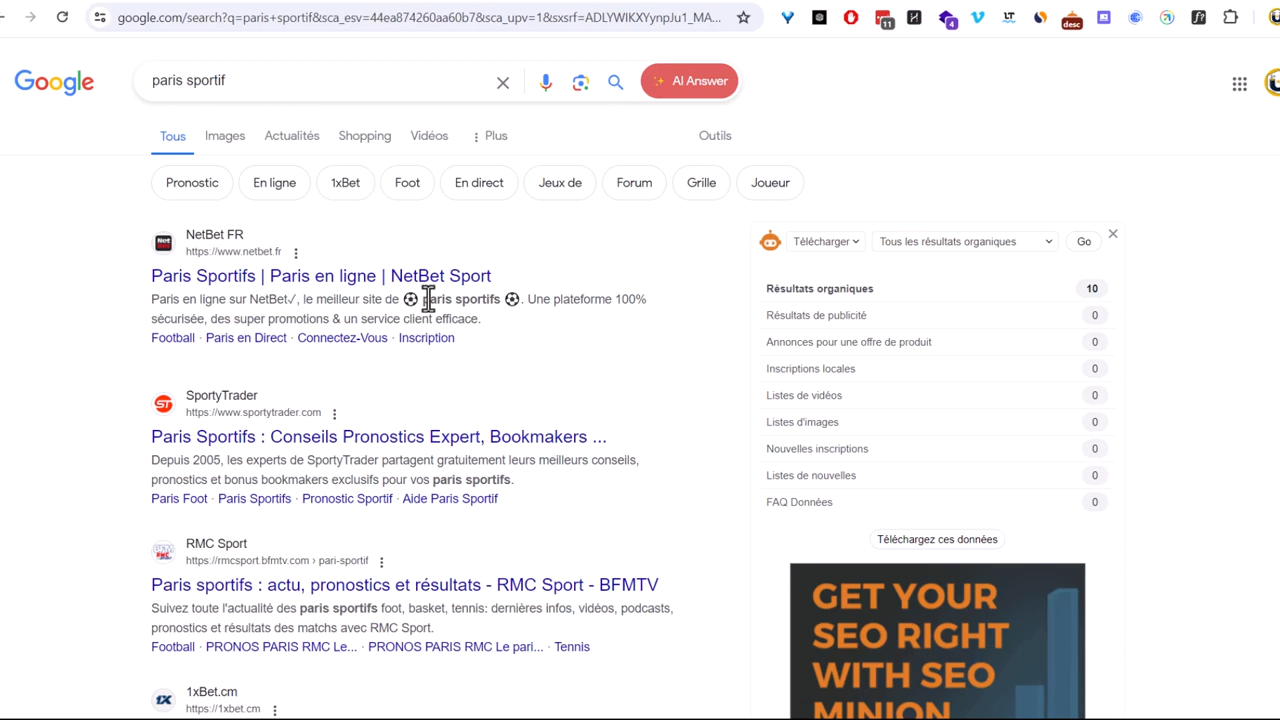 google.com/search?q=paris+sportif&sca_esv=44ea874260aa60b7&sca_upv=1&sxsrf=ADLYWIKXYynpJu1_MA...
11
4
LT
desc
f?
Google
paris sportif
AI Answer
Tous
Images
Actualités
Shopping
Vidéos
Plus
Outils
Pronostic
En ligne
1xBet
Foot
En direct
Jeux de
Forum
Grille
Joueur
NetBet FR
https://www.netbet.fr
Paris Sportifs | Paris en ligne | NetBet Sport
Paris en ligne sur NetBet✓, le meilleur site de ⚽ paris sportifs ⚽. Une plateforme 100%
sécurisée, des super promotions & un service client efficace.
Football · Paris en Direct · Connectez-Vous · Inscription
SportyTrader
https://www.sportytrader.com
Paris Sportifs : Conseils Pronostics Expert, Bookmakers ...
Depuis 2005, les experts de SportyTrader partagent gratuitement leurs meilleurs conseils,
pronostics et bonus bookmakers exclusifs pour vos paris sportifs.
Paris Foot · Paris Sportifs · Pronostic Sportif · Aide Paris Sportif
RMC Sport
https://rmcsport.bfmtv.com › pari-sportif
Paris sportifs : actu, pronostics et résultats - RMC Sport - BFMTV
Suivez toute l'actualité des paris sportifs foot, basket, tennis: dernières infos, vidéos, podcasts,
pronostics et résultats des matchs avec RMC Sport.
Football · PRONOS PARIS RMC Le... · PRONOS PARIS RMC Le pari... · Tennis
1xBet.cm
https://1xbet.cm
Télécharger
Tous les résultats organiques
Go
Résultats organiques 10
Résultats de publicité 0
Annonces pour une offre de produit 0
Inscriptions locales 0
Listes de vidéos 0
Listes d'images 0
Nouvelles inscriptions 0
Listes de nouvelles 0
FAQ Données 0
Téléchargez ces données
GET YOUR
SEO RIGHT
WITH SEO
MINION